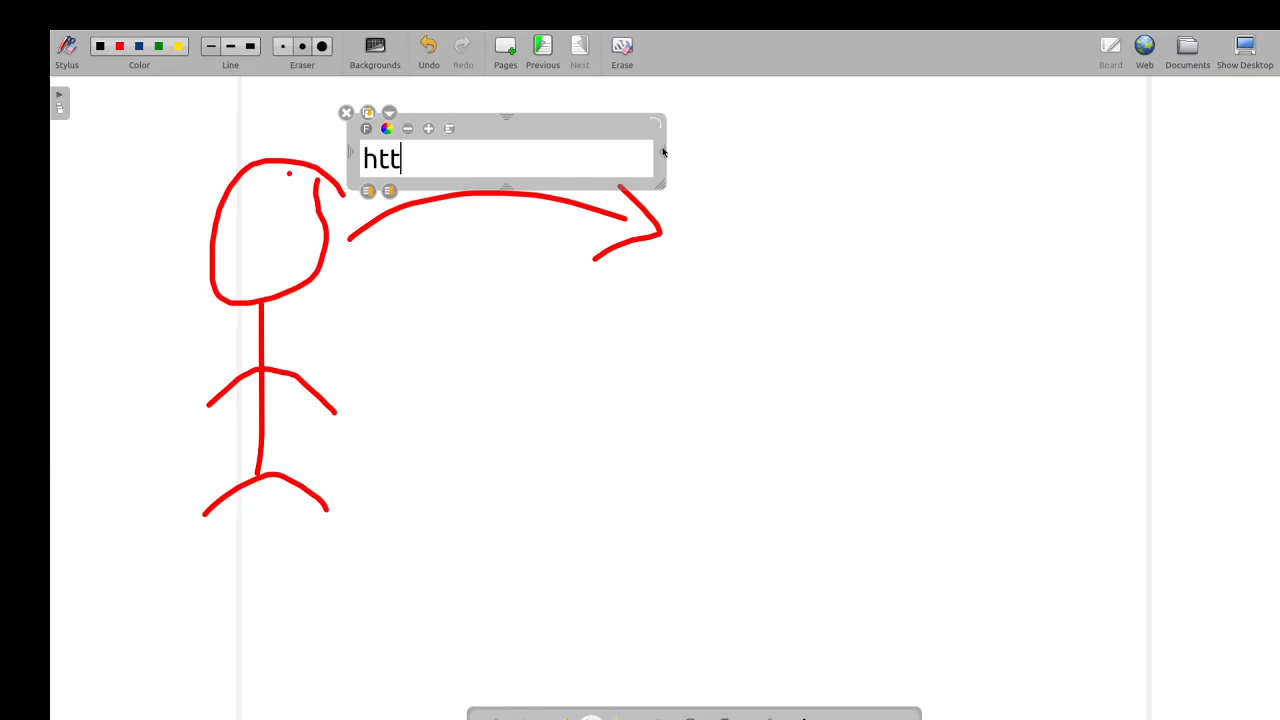 Stylus
Color
Line
Eraser
Backgrounds
Undo
Redo
Pages
Previous
Next
Erase
Board
Web
Documents
Show Desktop
F
htt